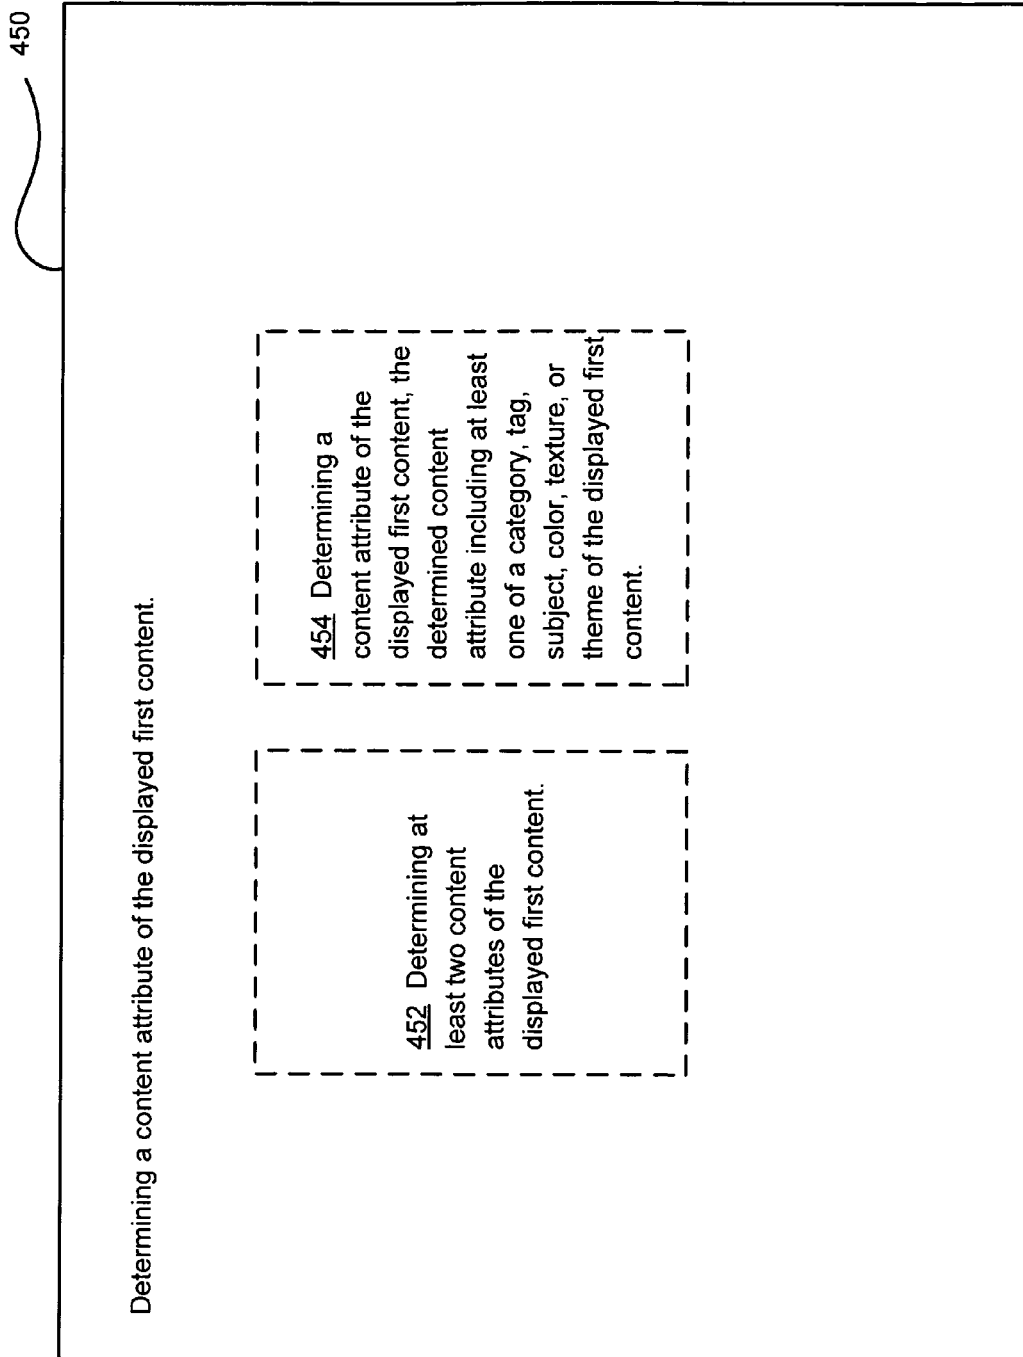 450
Determining a content attribute of the displayed first content.
452 Determining at
least two content
attributes of the
displayed first content.
454 Determining a
content attribute of the
displayed first content, the
determined content
attribute including at least
one of a category, tag,
subject, color, texture, or
theme of the displayed first
content.